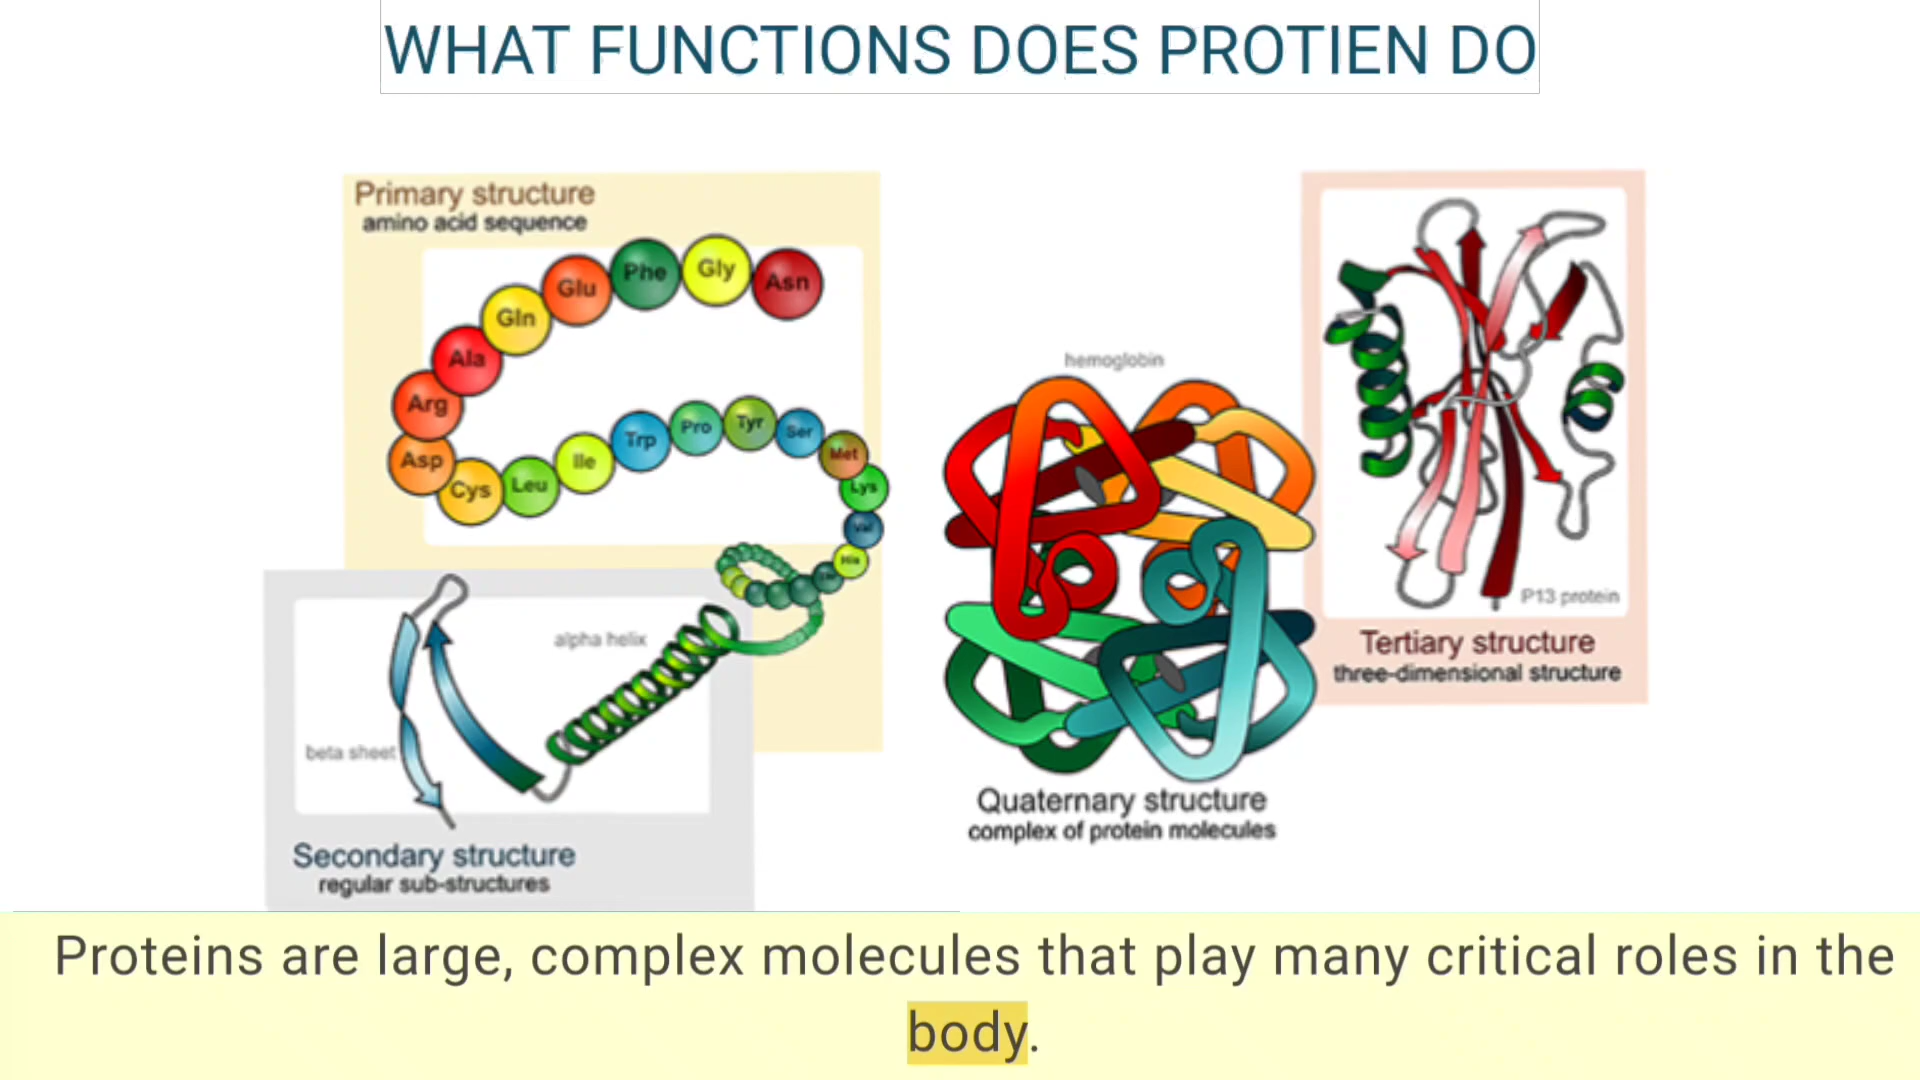 WHAT FUNCTIONS DOES PROTIEN DO
Primary structure
amino acid sequence
Asn
Gly
Phe
Glu
Gln
Ala
Arg
Asp
Cys
Leu
Ile
Trp
Pro
Tyr
Ser
Met
Lys
Val
His
alpha helix
beta sheet
Secondary structure
regular sub-structures
hemoglobin
Quaternary structure
complex of protein molecules
P13 protein
Tertiary structure
three-dimensional structure
Proteins are large, complex molecules that play many critical roles in the
body.